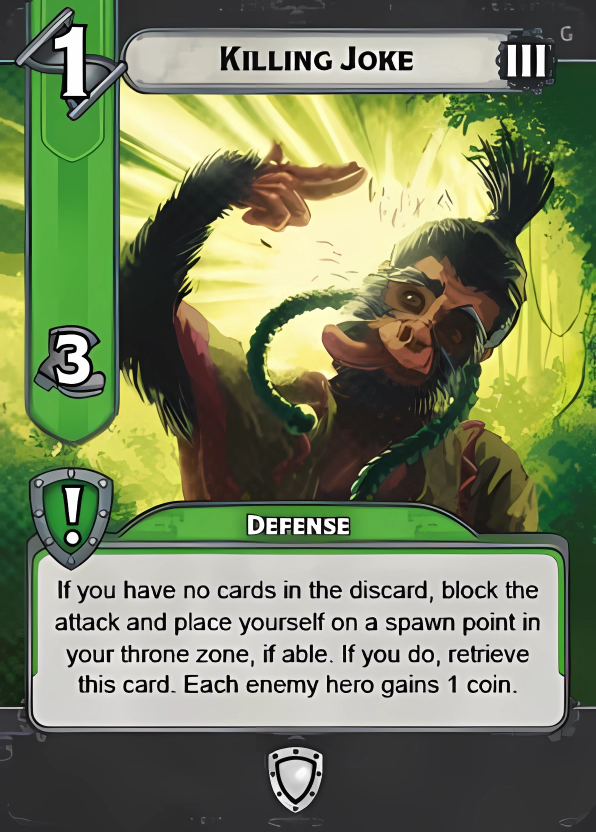 1
KILLING JOKE
III
G
3
!
DEFENSE
If you have no cards in the discard, block the
attack and place yourself on a spawn point in
your throne zone, if able. If you do, retrieve
this card. Each enemy hero gains 1 coin.